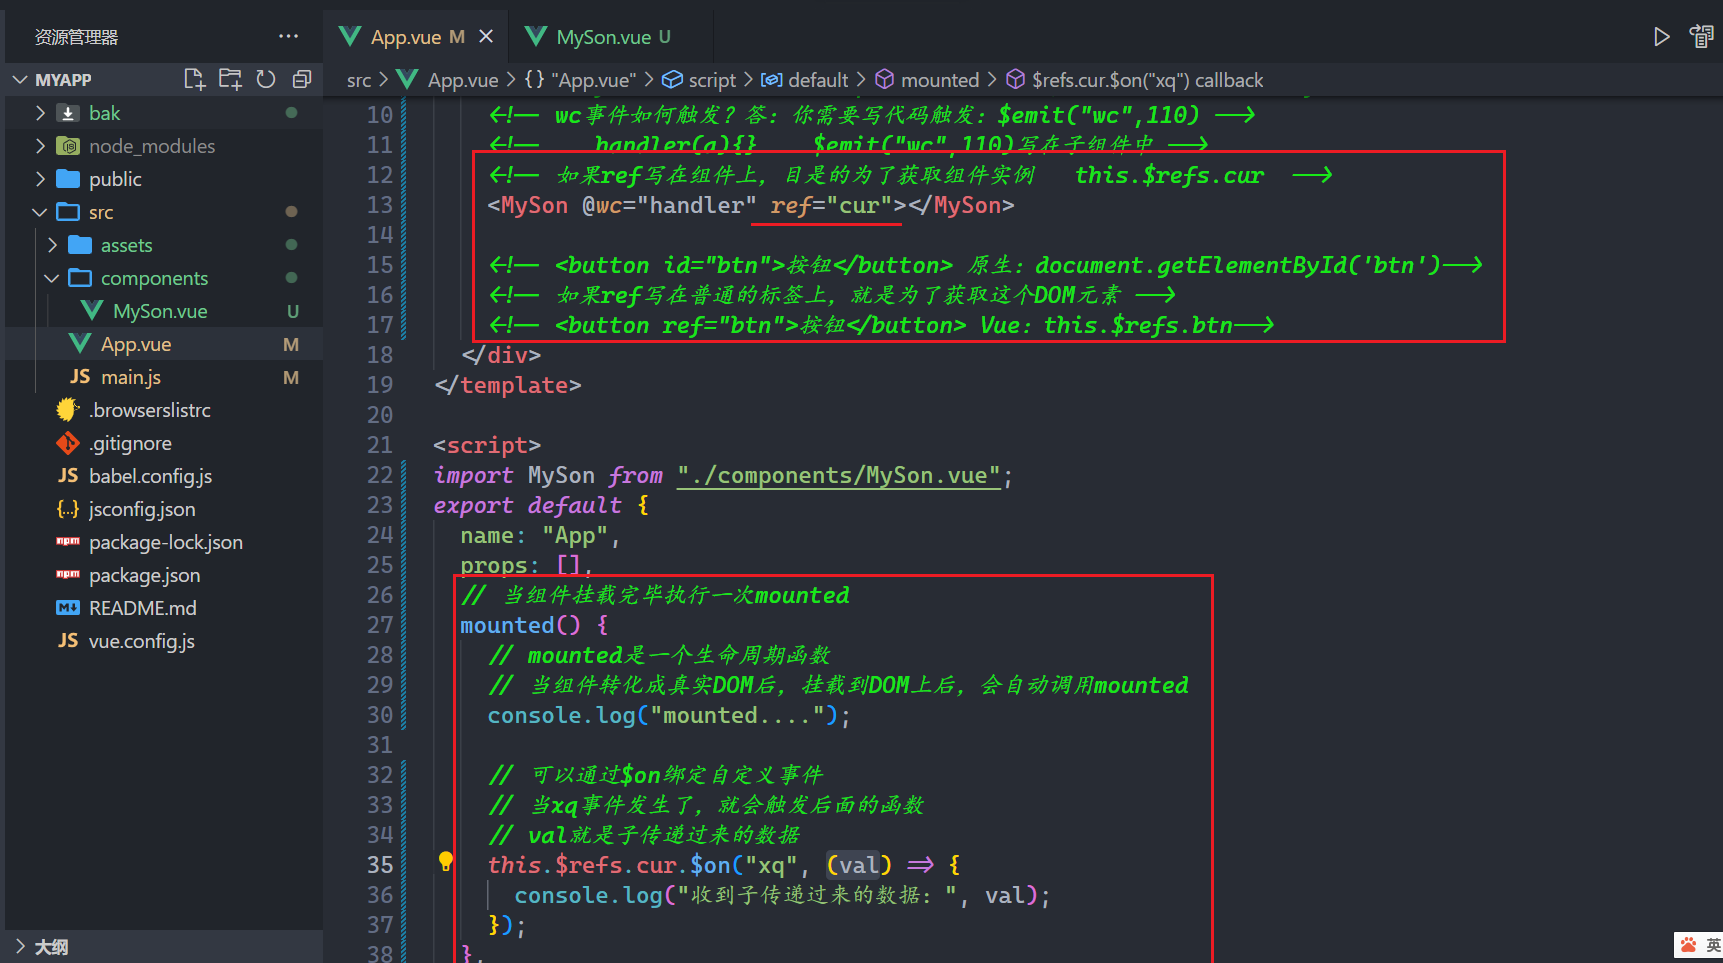 资源管理器 ···
MYAPP
bak
node_modules
public
src
assets
components
MySon.vue U
App.vue M
main.js M
.browserslistrc
.gitignore
babel.config.js
jsconfig.json
package-lock.json
package.json
README.md
vue.config.js
大纲
App.vue M × MySon.vue U
src > App.vue > {} "App.vue" > script > default > mounted > $refs.cur.$on("xq") callback
10 <!-- wc事件如何触发？答：你需要写代码触发：$emit("wc",110) -->
11 <!-- handler(a){} $emit("wc",110)写在子组件中 -->
12 <!-- 如果ref写在组件上，目是的为了获取组件实例 this.$refs.cur -->
13 <MySon @wc="handler" ref="cur"></MySon>
14
15 <!-- <button id="btn">按钮</button> 原生：document.getElementById('btn')-->
16 <!-- 如果ref写在普通的标签上，就是为了获取这个DOM元素 -->
17 <!-- <button ref="btn">按钮</button> Vue：this.$refs.btn-->
18 </div>
19 </template>
20
21 <script>
22 import MySon from "./components/MySon.vue";
23 export default {
24 name: "App",
25 props: [],
26 // 当组件挂载完毕执行一次mounted
27 mounted() {
28 // mounted是一个生命周期函数
29 // 当组件转化成真实DOM后，挂载到DOM上后，会自动调用mounted
30 console.log("mounted....");
31
32 // 可以通过$on绑定自定义事件
33 // 当xq事件发生了，就会触发后面的函数
34 // val就是子传递过来的数据
35 this.$refs.cur.$on("xq", (val) => {
36 console.log("收到子传递过来的数据：", val);
37 });
38 },
英